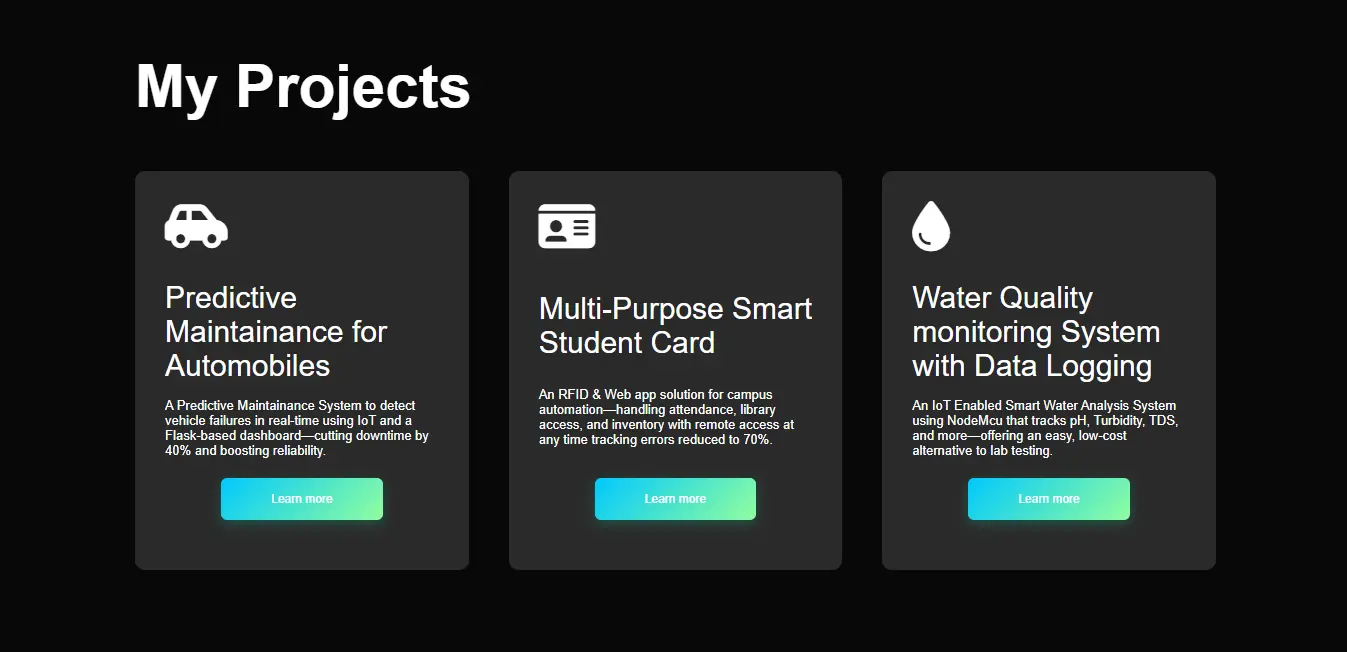 My Projects
Predictive
Maintainance for
Automobiles
A Predictive Maintainance System to detect
vehicle failures in real-time using IoT and a
Flask-based dashboard—cutting downtime by
40% and boosting reliability.
Learn more
Multi-Purpose Smart
Student Card
An RFID & Web app solution for campus
automation—handling attendance, library
access, and inventory with remote access at
any time tracking errors reduced to 70%.
Learn more
Water Quality
monitoring System
with Data Logging
An IoT Enabled Smart Water Analysis System
using NodeMcu that tracks pH, Turbidity, TDS,
and more—offering an easy, low-cost
alternative to lab testing.
Learn more